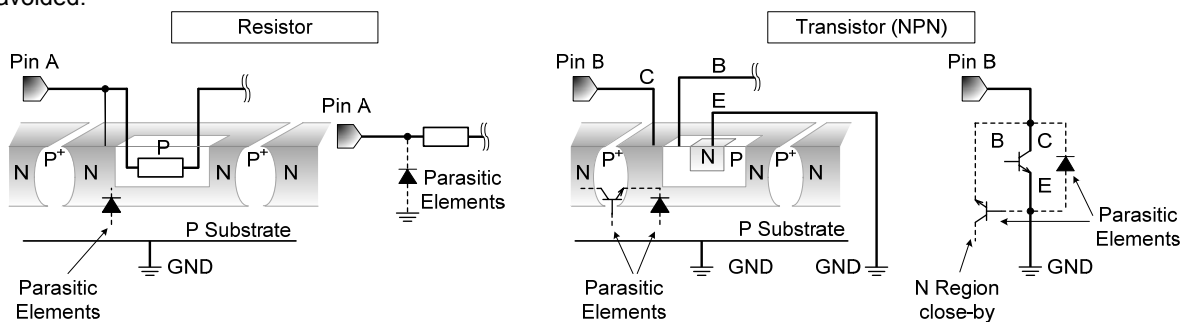 avoided.
Resistor
Transistor (NPN)
Pin A
Pin A
N
P+
N
P
N
P+
N
Parasitic
Elements
P Substrate
GND
Parasitic
Elements
Pin B
C
B
E
N
P+
N
N
P
N
P+
N
P Substrate
GND
GND
Parasitic
Elements
Pin B
B
C
E
Parasitic
Elements
GND
N Region
close-by